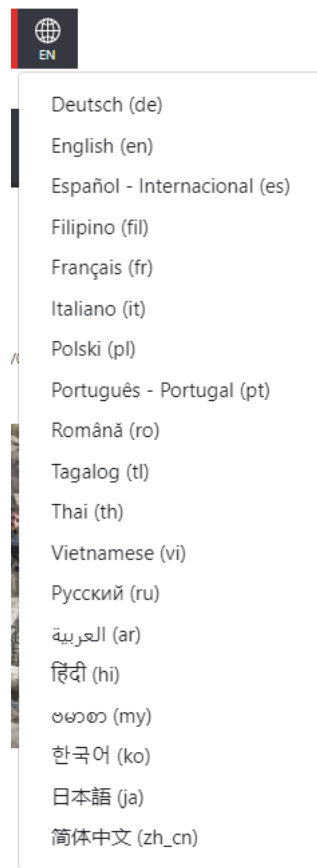 EN
Deutsch (de)
English (en)
Español - Internacional (es)
Filipino (fil)
Français (fr)
Italiano (it)
Polski (pl)
Português - Portugal (pt)
Română (ro)
Tagalog (tl)
Thai (th)
Vietnamese (vi)
Русский (ru)
العربية (ar)
हिंदी (hi)
ဗမာစာ (my)
한국어 (ko)
日本語 (ja)
简体中文 (zh_cn)